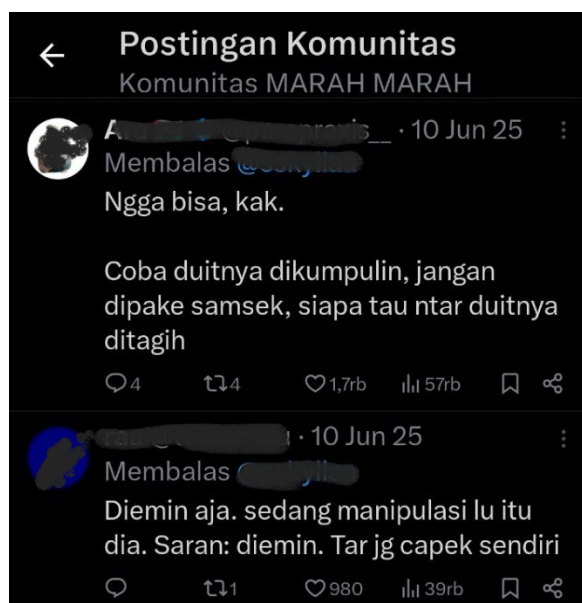 Postingan Komunitas
Komunitas MARAH MARAH
· 10 Jun 25
Membalas
Ngga bisa, kak.
Coba duitnya dikumpulin, jangan
dipake samsek, siapa tau ntar duitnya
ditagih
4 4 1,7rb 57rb
· 10 Jun 25
Membalas
Diemin aja. sedang manipulasi lu itu
dia. Saran: diemin. Tar jg capek sendiri
1 980 39rb